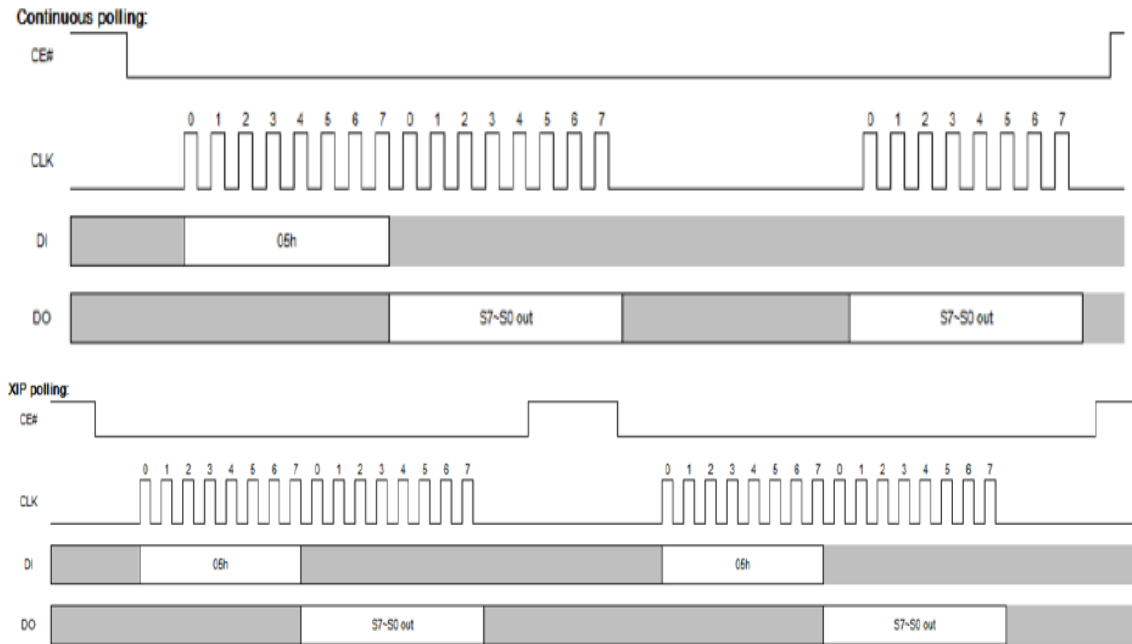 Continuous polling:
CE#
0 1 2 3 4 5 6 7 0 1 2 3 4 5 6 7 0 1 2 3 4 5 6 7
CLK
DI 05h
DO S7~S0 out S7~S0 out
XIP polling:
CE#
0 1 2 3 4 5 6 7 0 1 2 3 4 5 6 7 0 1 2 3 4 5 6 7 0 1 2 3 4 5 6 7
CLK
DI 05h 05h
DO S7~S0 out S7~S0 out